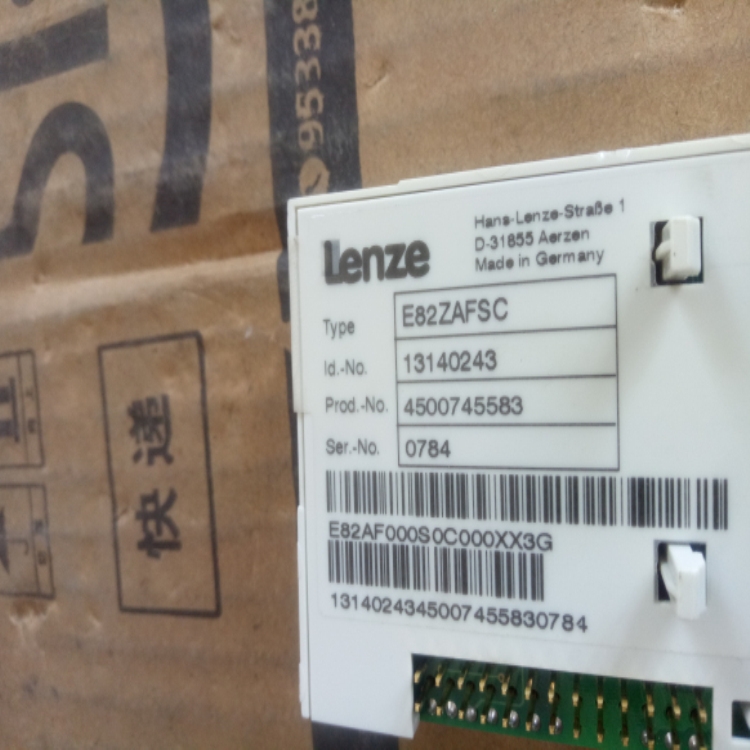 95338
快递
Lenze
Hans-Lenze-Straße 1
D-31855 Aerzen
Made in Germany
Type E82ZAFSC
Id.-No. 13140243
Prod.-No. 4500745583
Ser.-No. 0784
E82AF000S0C000XX3G
1314024345007455830784